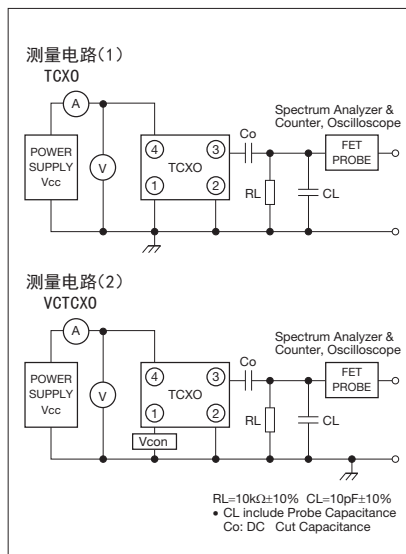 测量电路(1)
TCXO
A
POWER
SUPPLY
Vcc
V
4
3
TCXO
1
2
Co
RL
CL
Spectrum Analyzer &
Counter, Oscilloscope
FET
PROBE
测量电路(2)
VCTCXO
A
POWER
SUPPLY
Vcc
V
4
3
TCXO
1
2
Vcon
Co
RL
CL
Spectrum Analyzer &
Counter, Oscilloscope
FET
PROBE
RL=10kΩ±10% CL=10pF±10%
• CL include Probe Capacitance
Co: DC Cut Capacitance